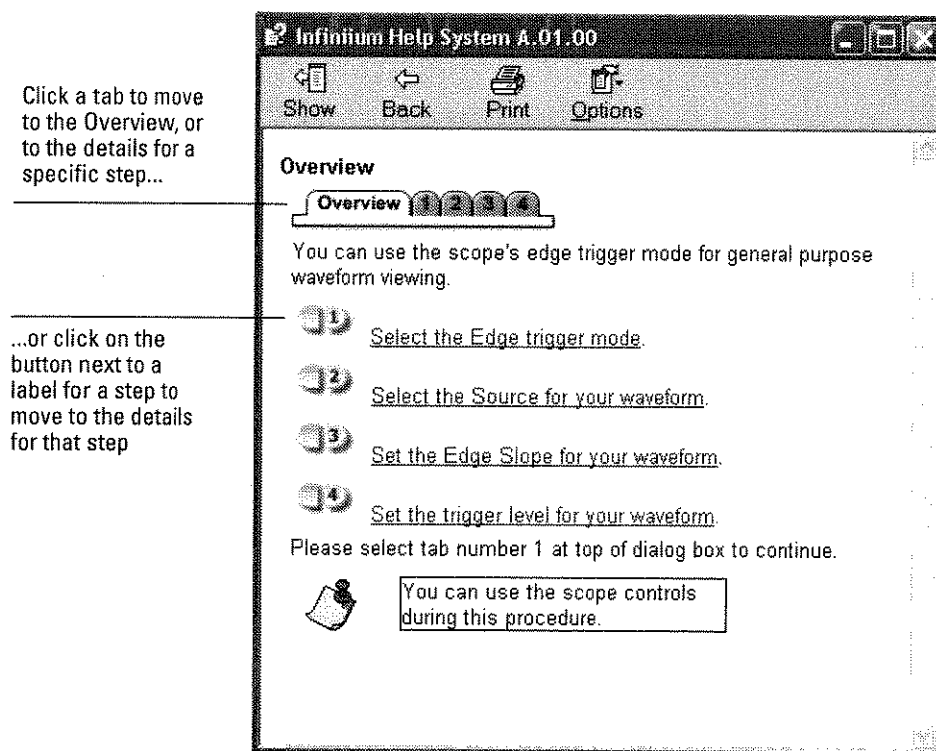 Infiniium Help System A.01.00
Show Back Print Options
Click a tab to move
to the Overview, or
to the details for a
specific step...
Overview
Overview 1 2 3 4
You can use the scope's edge trigger mode for general purpose
waveform viewing.
...or click on the
button next to a
label for a step to
move to the details
for that step
1 Select the Edge trigger mode.
2 Select the Source for your waveform.
3 Set the Edge Slope for your waveform.
4 Set the trigger level for your waveform.
Please select tab number 1 at top of dialog box to continue.
You can use the scope controls
during this procedure.